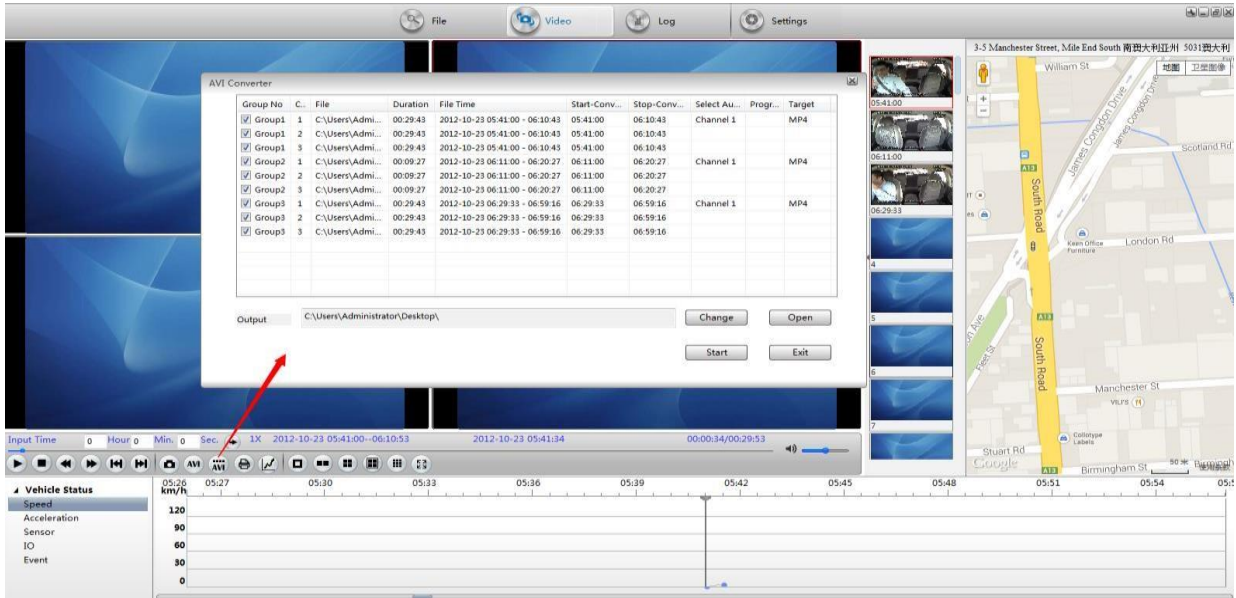 File Video Log Settings
3-5 Manchester Street, Mile End South 南澳大利亚州 5031澳大利
AVI Converter
Group No C.. File Duration File Time Start-Conv... Stop-Conv... Select Au... Progr... Target
Group1 1 C:\Users\Admi... 00:29:43 2012-10-23 05:41:00 - 06:10:43 05:41:00 06:10:43 Channel 1 MP4
Group1 2 C:\Users\Admi... 00:29:43 2012-10-23 05:41:00 - 06:10:43 05:41:00 06:10:43
Group1 3 C:\Users\Admi... 00:29:43 2012-10-23 05:41:00 - 06:10:43 05:41:00 06:10:43
Group2 1 C:\Users\Admi... 00:09:27 2012-10-23 06:11:00 - 06:20:27 06:11:00 06:20:27 Channel 1 MP4
Group2 2 C:\Users\Admi... 00:09:27 2012-10-23 06:11:00 - 06:20:27 06:11:00 06:20:27
Group2 3 C:\Users\Admi... 00:09:27 2012-10-23 06:11:00 - 06:20:27 06:11:00 06:20:27
Group3 1 C:\Users\Admi... 00:29:43 2012-10-23 06:29:33 - 06:59:16 06:29:33 06:59:16 Channel 1 MP4
Group3 2 C:\Users\Admi... 00:29:43 2012-10-23 06:29:33 - 06:59:16 06:29:33 06:59:16
Group3 3 C:\Users\Admi... 00:29:43 2012-10-23 06:29:33 - 06:59:16 06:29:33 06:59:16
Output C:\Users\Administrator\Desktop\ Change Open
Start Exit
05:41:00
06:11:00
06:29:33
4
5
6
7
William St
地图 卫星图像
James Congdon Drive
James Congdon Dr
Scotland Rd
A13
South Road
Keen Office
Furniture
London Rd
A13
Fleet St
South Road
Manchester St
VILI'S
Collotype
Labels
Stuart Rd
Google
A13
Birmingham St
50 米
Input Time 0 Hour 0 Min. 0 Sec. 1X 2012-10-23 05:41:00--06:10:53 2012-10-23 05:41:34 00:00:34/00:29:53
AVI AVI
Vehicle Status
Speed
Acceleration
Sensor
IO
Event
05:26 05:27 05:30 05:33 05:36 05:39 05:42 05:45 05:48 05:51 05:54
km/h
120
90
60
30
0